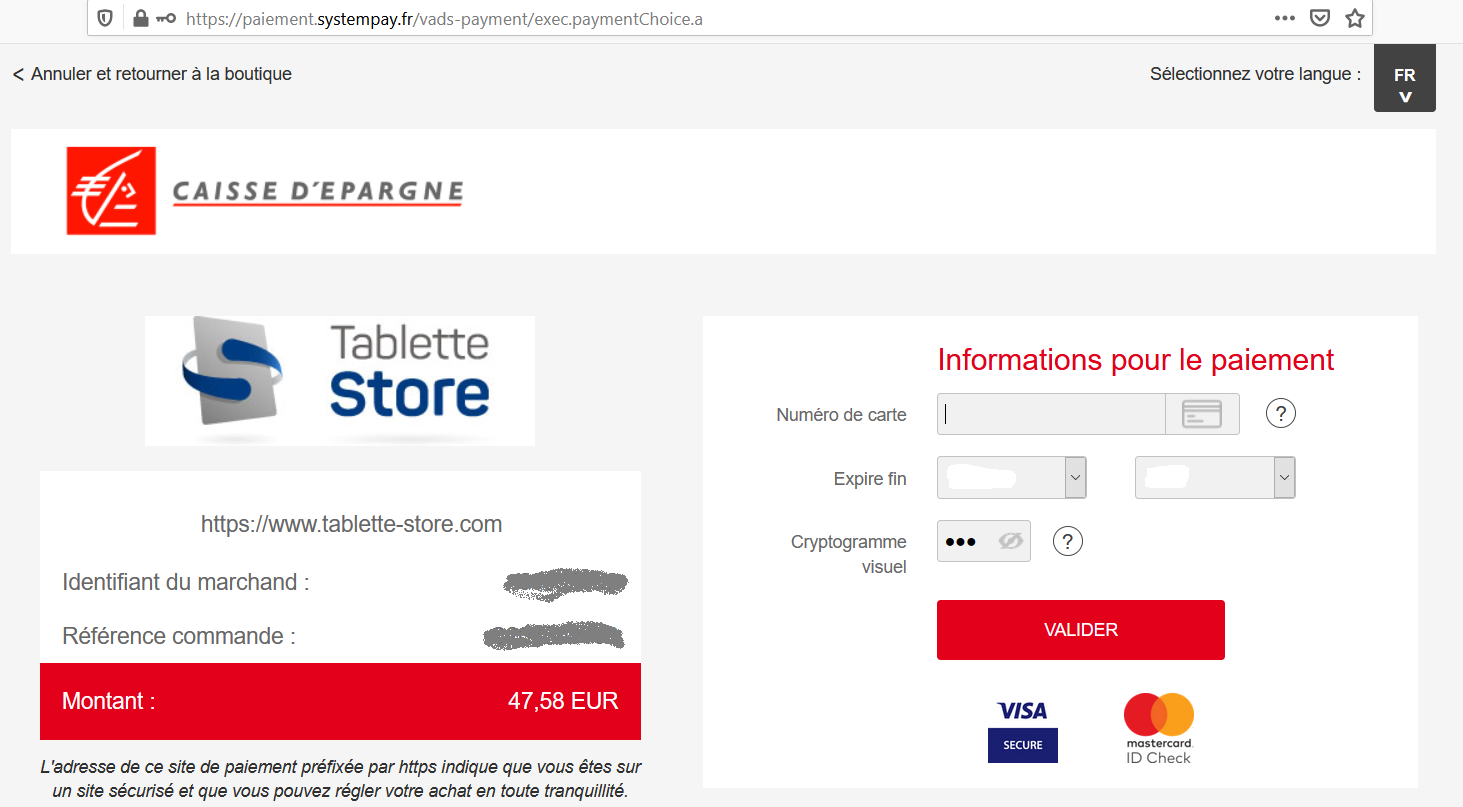 https://paiement.systempay.fr/vads-payment/exec.paymentChoice.a
< Annuler et retourner à la boutique
Sélectionnez votre langue :
FR
CAISSE D'EPARGNE
Tablette
Store
https://www.tablette-store.com
Identifiant du marchand :
Référence commande :
Montant : 47,58 EUR
L'adresse de ce site de paiement préfixée par https indique que vous êtes sur
un site sécurisé et que vous pouvez régler votre achat en toute tranquillité.
Informations pour le paiement
Numéro de carte
?
Expire fin
Cryptogramme
visuel
?
VALIDER
VISA
SECURE
mastercard.
ID Check